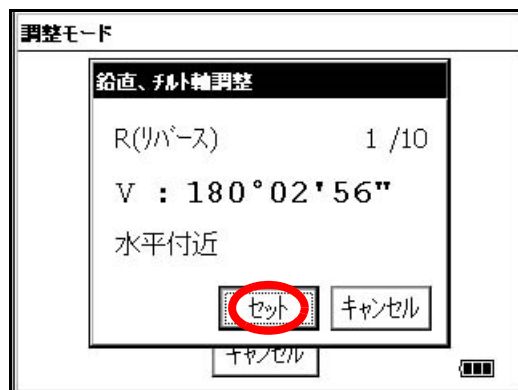 調整モード
鉛直、チルト軸調整
R(リバース) 1 /10
V : 180°02'56"
水平付近
セット キャンセル
キャンセル